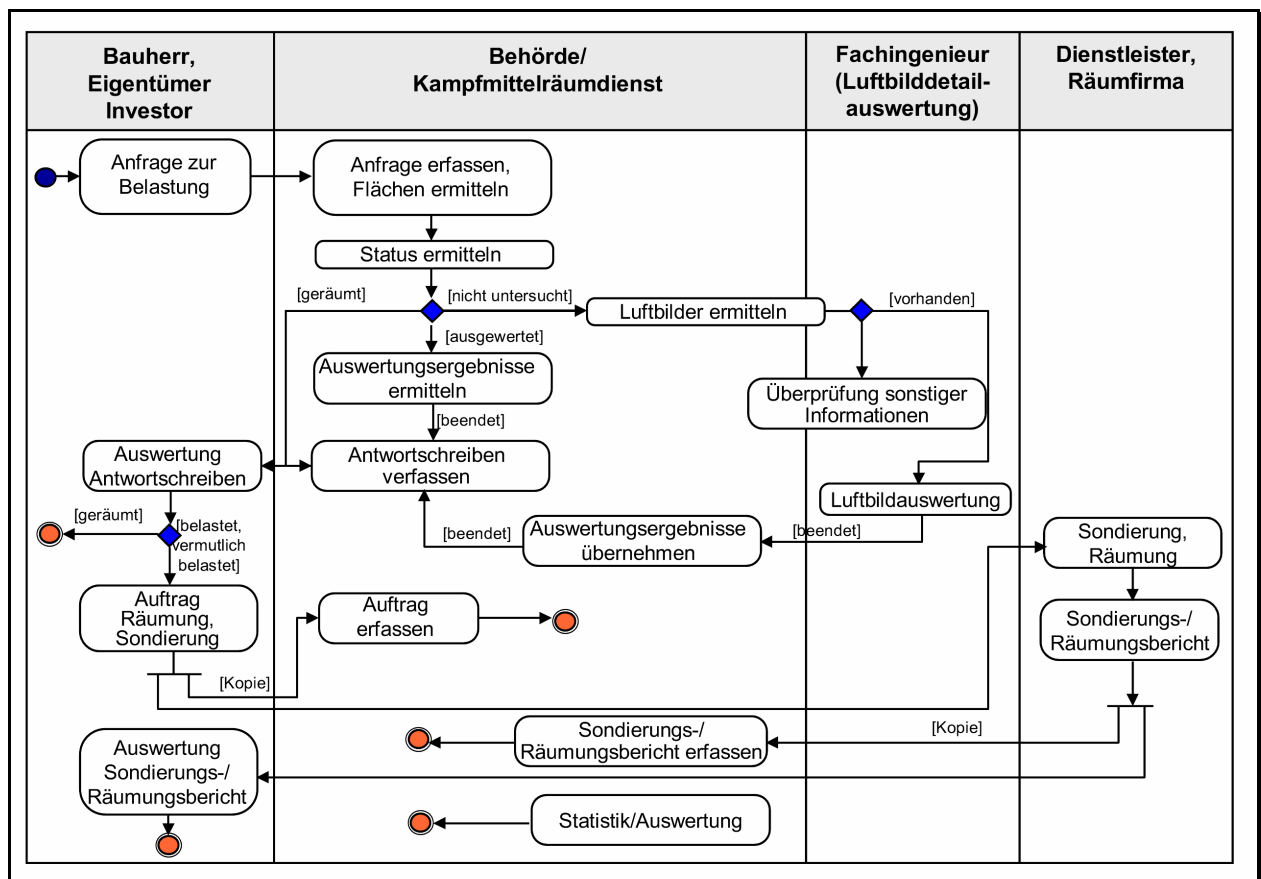 Bauherr,
Eigentümer
Investor
Behörde/
Kampfmittelräumdienst
Fachingenieur
(Luftbilddetail-
auswertung)
Dienstleister,
Räumfirma
Anfrage zur
Belastung
Anfrage erfassen,
Flächen ermitteln
Status ermitteln
[geräumt]
[nicht untersucht]
Luftbilder ermitteln
[vorhanden]
[ausgewertet]
Auswertungsergebnisse
ermitteln
Überprüfung sonstiger
Informationen
[beendet]
Auswertung
Antwortschreiben
Antwortschreiben
verfassen
Luftbildauswertung
[geräumt]
[belastet,
vermutlich
belastet]
[beendet]
Auswertungsergebnisse
übernehmen
[beendet]
Sondierung,
Räumung
Auftrag
Räumung,
Sondierung
Auftrag
erfassen
Sondierungs-/
Räumungsbericht
[Kopie]
Sondierungs-/
Räumungsbericht erfassen
[Kopie]
Auswertung
Sondierungs-/
Räumungsbericht
Statistik/Auswertung